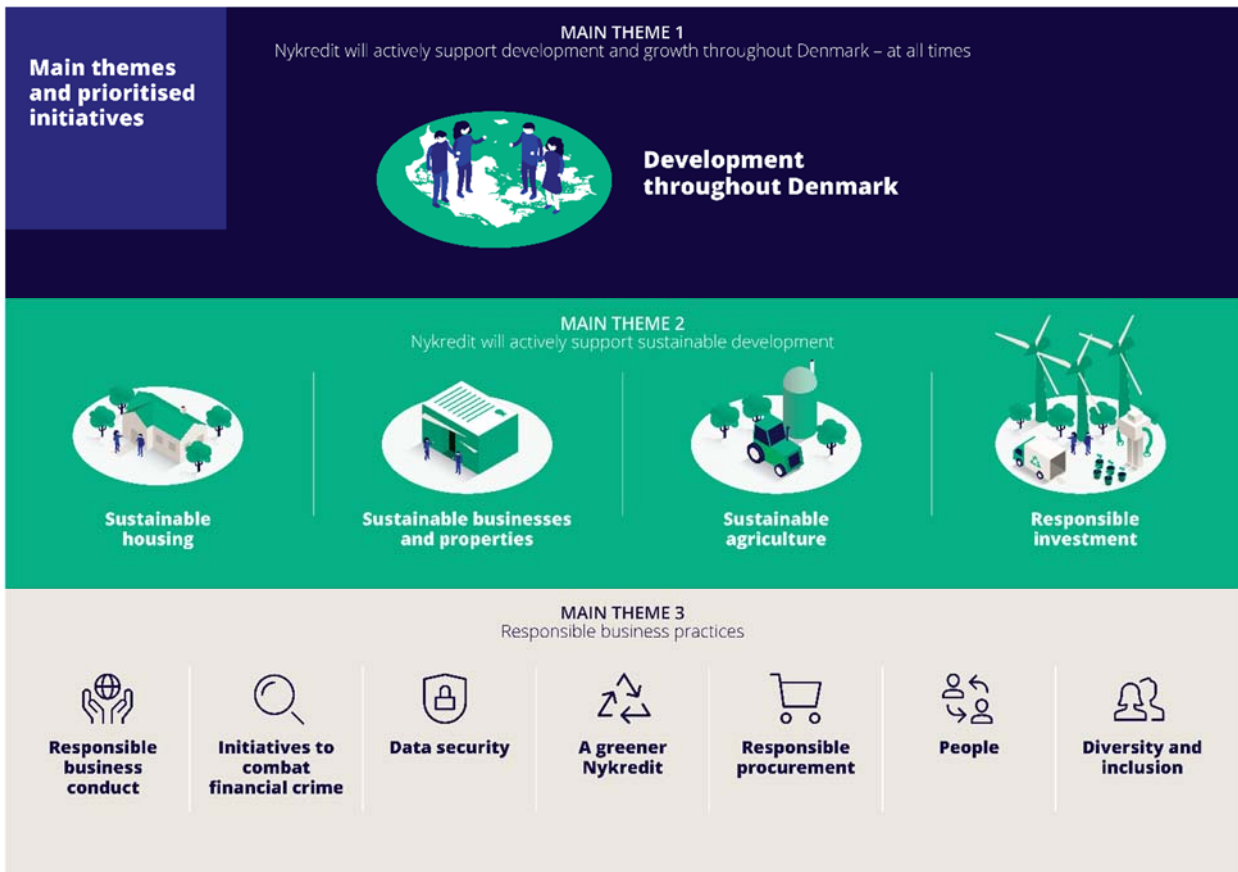 Main themes
and prioritised
initiatives
MAIN THEME 1
Nykredit will actively support development and growth throughout Denmark – at all times
Development
throughout Denmark
MAIN THEME 2
Nykredit will actively support sustainable development
Sustainable
housing
Sustainable businesses
and properties
Sustainable
agriculture
Responsible
investment
MAIN THEME 3
Responsible business practices
Responsible
business
conduct
Initiatives to
combat
financial crime
Data security
A greener
Nykredit
Responsible
procurement
People
Diversity and
inclusion